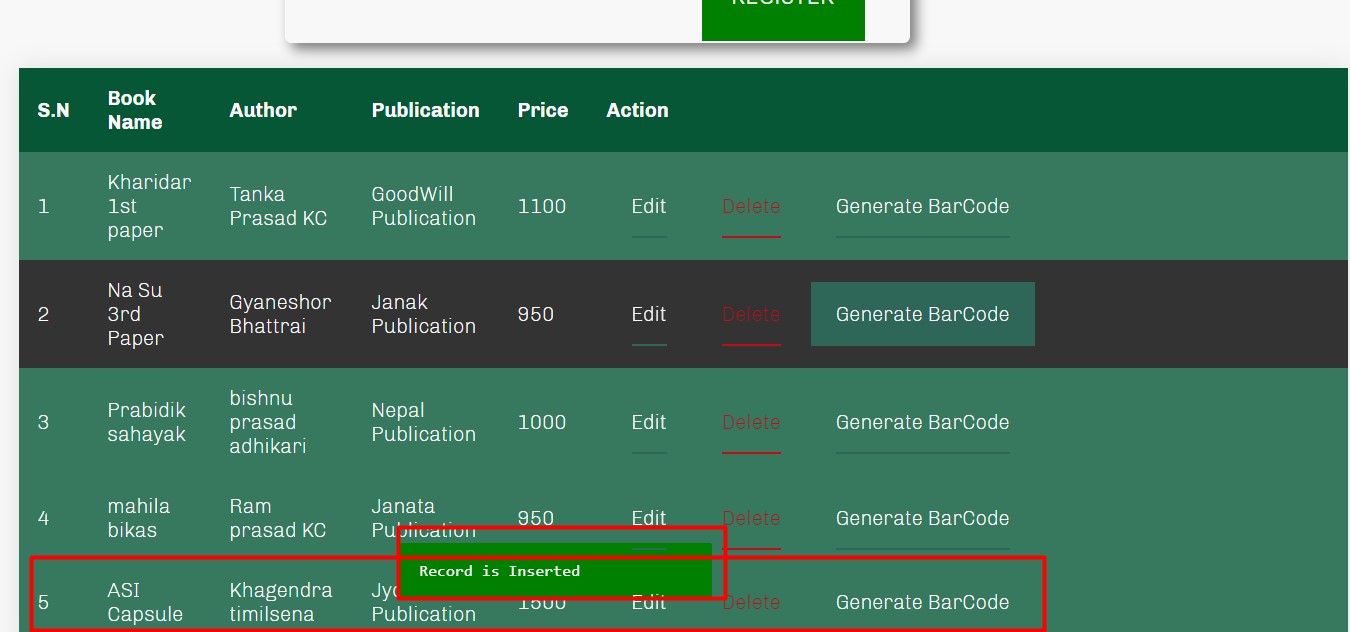 REGISTER
S.N Book Name Author Publication Price Action
1 Kharidar 1st paper Tanka Prasad KC GoodWill Publication 1100 Edit Delete Generate BarCode
2 Na Su 3rd Paper Gyaneshor Bhattrai Janak Publication 950 Edit Delete Generate BarCode
3 Prabidik sahayak bishnu prasad adhikari Nepal Publication 1000 Edit Delete Generate BarCode
4 mahila bikas Ram prasad KC Janata Publication 950 Edit Delete Generate BarCode
Record is Inserted
5 ASI Capsule Khagendra timilsena Publication 1500 Edit Delete Generate BarCode